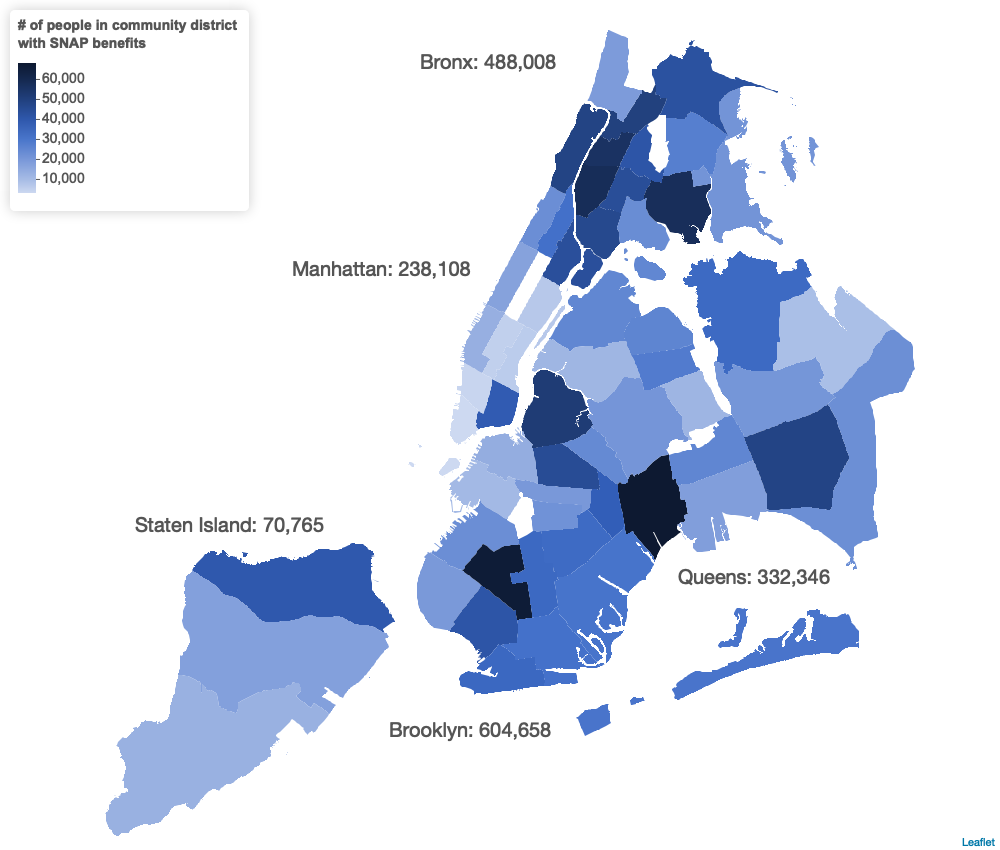 # of people in community district
with SNAP benefits
60,000
50,000
40,000
30,000
20,000
10,000
Bronx: 488,008
Manhattan: 238,108
Staten Island: 70,765
Queens: 332,346
Brooklyn: 604,658
Leaflet